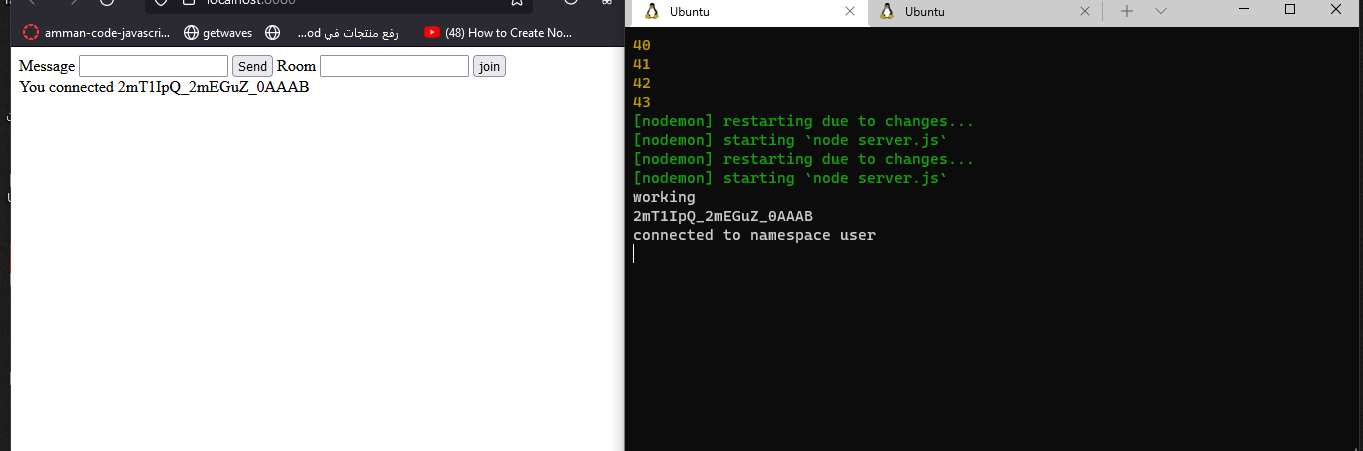 localhost:8080
amman-code-javascri... getwaves ...od رفع منتجات في (48) How to Create No...
Message Send Room join
You connected 2mT1IpQ_2mEGuZ_0AAAB
Ubuntu Ubuntu
40
41
42
43
[nodemon] restarting due to changes...
[nodemon] starting `node server.js`
[nodemon] restarting due to changes...
[nodemon] starting `node server.js`
working
2mT1IpQ_2mEGuZ_0AAAB
connected to namespace user